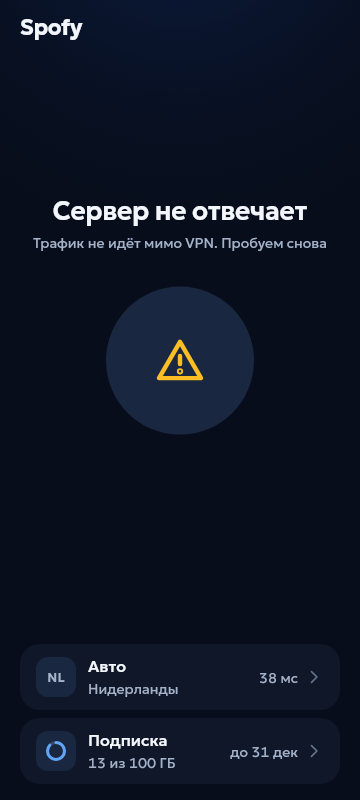 Spofy
Сервер не отвечает
Трафик не идёт мимо VPN. Пробуем снова
NL
Авто
Нидерланды
38 мс
Подписка
13 из 100 ГБ
до 31 дек